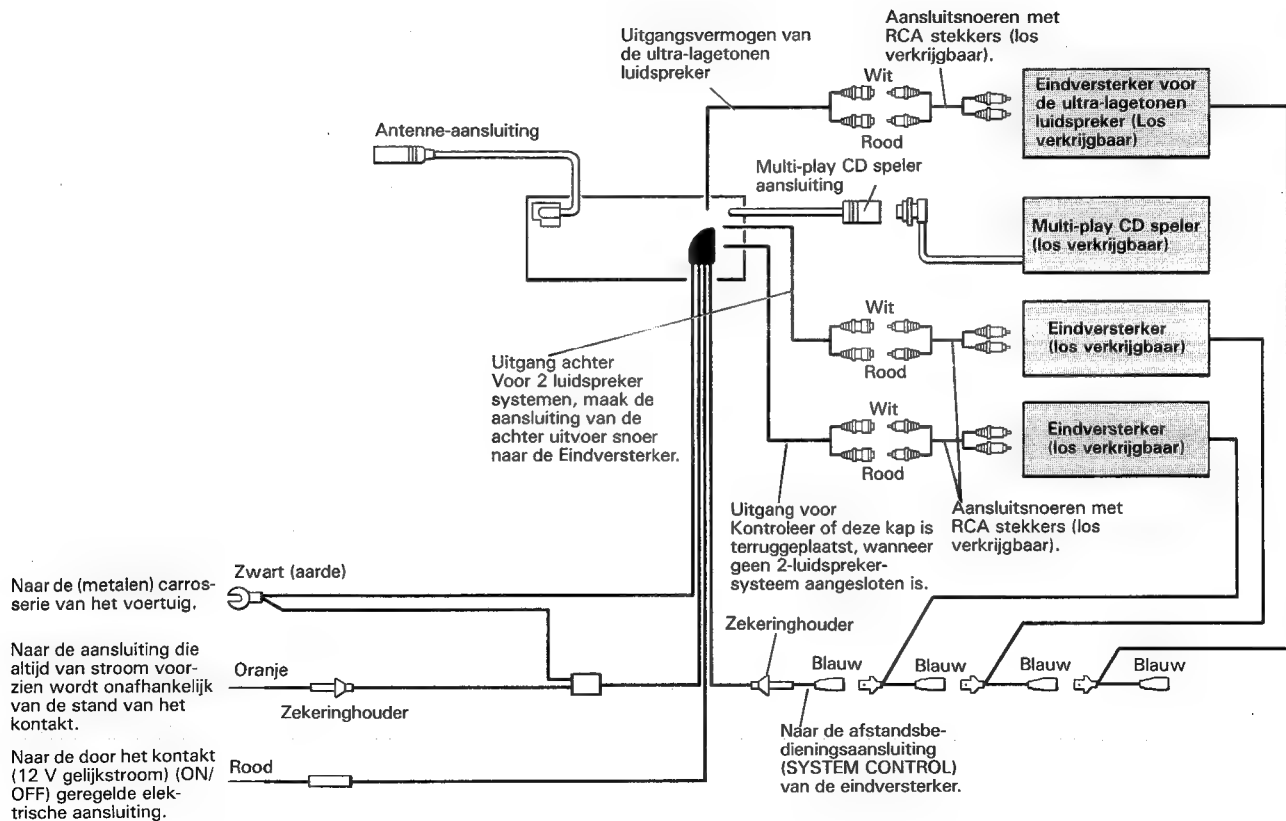 Uitgangsvermogen van
de ultra-lagetonen
luidspreker
Aansluitsnoeren met
RCA stekkers (los
verkrijgbaar).
Wit
Rood
Eindversterker voor
de ultra-lagetonen
luidspreker (Los
verkrijgbaar)
Antenne-aansluiting
Multi-play CD speler
aansluiting
Multi-play CD speler
(los verkrijgbaar)
Uitgang achter
Voor 2 luidspreker
systemen, maak de
aansluiting van de
achter uitvoer snoer
naar de Eindversterker.
Wit
Rood
Eindversterker
(los verkrijgbaar)
Wit
Rood
Eindversterker
(los verkrijgbaar)
Uitgang voor
Kontroleer of deze kap is
terruggeplaatst, wanneer
geen 2-luidspreker-
systeem aangesloten is.
Aansluitsnoeren met
RCA stekkers (los
verkrijgbaar).
Naar de (metalen) carros-
serie van het voertuig.
Zwart (aarde)
Naar de aansluiting die
altijd van stroom voor-
zien wordt onafhankelijk
van de stand van het
kontakt.
Oranje
Zekeringhouder
Zekeringhouder
Blauw
Blauw
Blauw
Blauw
Naar de afstandsbe-
dieningsaansluiting
(SYSTEM CONTROL)
van de eindversterker.
Naar de door het kontakt
(12 V gelijkstroom) (ON/
OFF) geregelde elek-
trische aansluiting.
Rood